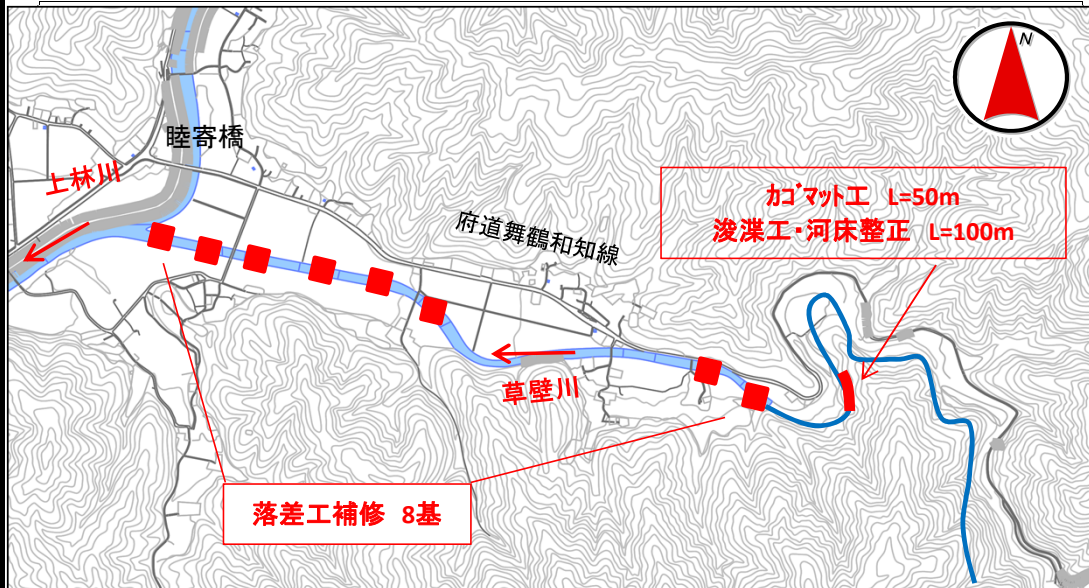 N
睦寄橋
上林川
府道舞鶴和知線
ｶｺﾞﾏｯﾄ工 L=50m
浚渫工・河床整正 L=100m
草壁川
落差工補修 8基